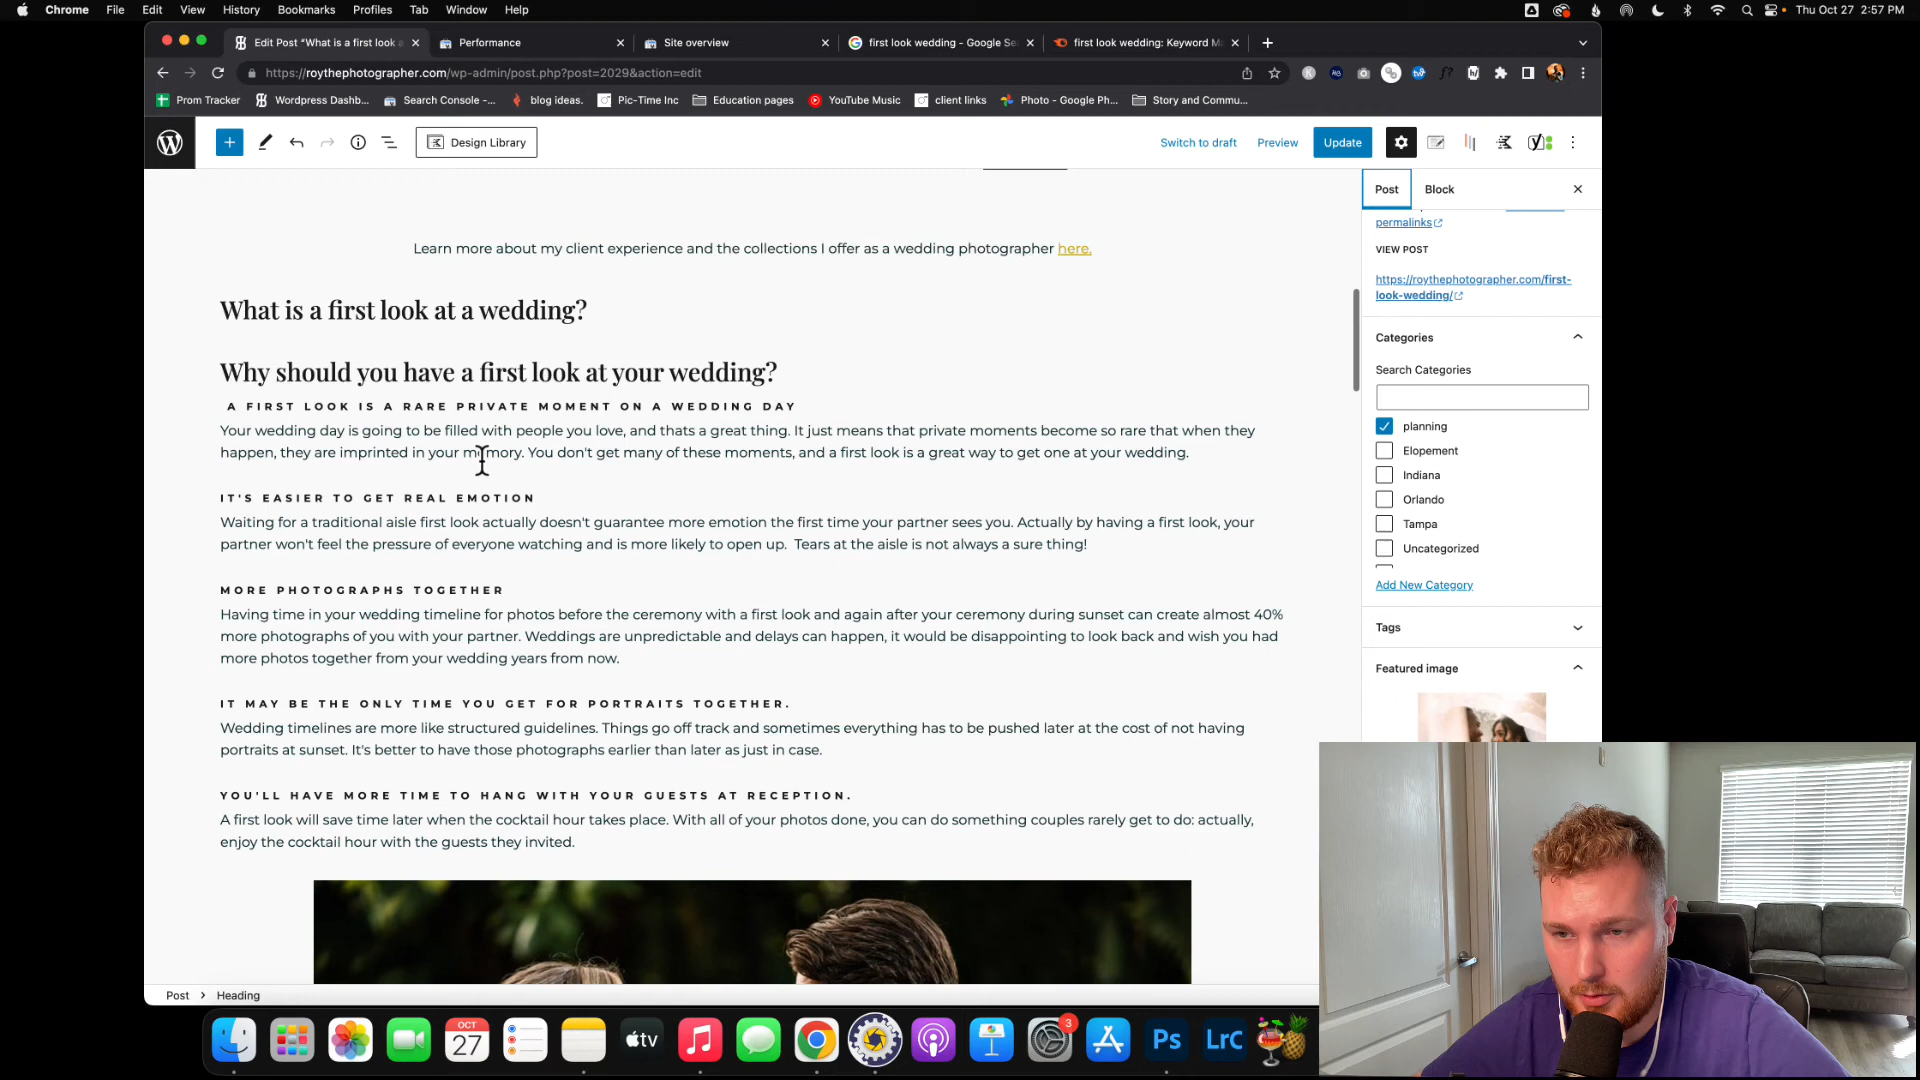 Chrome File Edit View History Bookmarks Profiles Tab Window Help Thu Oct 27 2:57 PM
Edit Post "What is a first look a Performance Site overview first look wedding - Google Se first look wedding: Keyword M
https://roythephotographer.com/wp-admin/post.php?post=2029&action=edit
Prom Tracker Wordpress Dashb... Search Console -... blog ideas. Pic-Time Inc Education pages YouTube Music client links Photo - Google Ph... Story and Commu...
Design Library Switch to draft Preview Update
Post Block
permalinks
VIEW POST
https://roythephotographer.com/first-
look-wedding/
Categories
Search Categories
planning
Elopement
Indiana
Orlando
Tampa
Uncategorized
Add New Category
Tags
Featured image
Learn more about my client experience and the collections I offer as a wedding photographer here.
What is a first look at a wedding?
Why should you have a first look at your wedding?
A FIRST LOOK IS A RARE PRIVATE MOMENT ON A WEDDING DAY
Your wedding day is going to be filled with people you love, and thats a great thing. It just means that private moments become so rare that when they
happen, they are imprinted in your memory. You don't get many of these moments, and a first look is a great way to get one at your wedding.
IT'S EASIER TO GET REAL EMOTION
Waiting for a traditional aisle first look actually doesn't guarantee more emotion the first time your partner sees you. Actually by having a first look, your
partner won't feel the pressure of everyone watching and is more likely to open up. Tears at the aisle is not always a sure thing!
MORE PHOTOGRAPHS TOGETHER
Having time in your wedding timeline for photos before the ceremony with a first look and again after your ceremony during sunset can create almost 40%
more photographs of you with your partner. Weddings are unpredictable and delays can happen, it would be disappointing to look back and wish you had
more photos together from your wedding years from now.
IT MAY BE THE ONLY TIME YOU GET FOR PORTRAITS TOGETHER.
Wedding timelines are more like structured guidelines. Things go off track and sometimes everything has to be pushed later at the cost of not having
portraits at sunset. It's better to have those photographs earlier than later as just in case.
YOU'LL HAVE MORE TIME TO HANG WITH YOUR GUESTS AT RECEPTION.
A first look will save time later when the cocktail hour takes place. With all of your photos done, you can do something couples rarely get to do: actually,
enjoy the cocktail hour with the guests they invited.
Post > Heading
OCT
27
tv
3
Ps
LrC